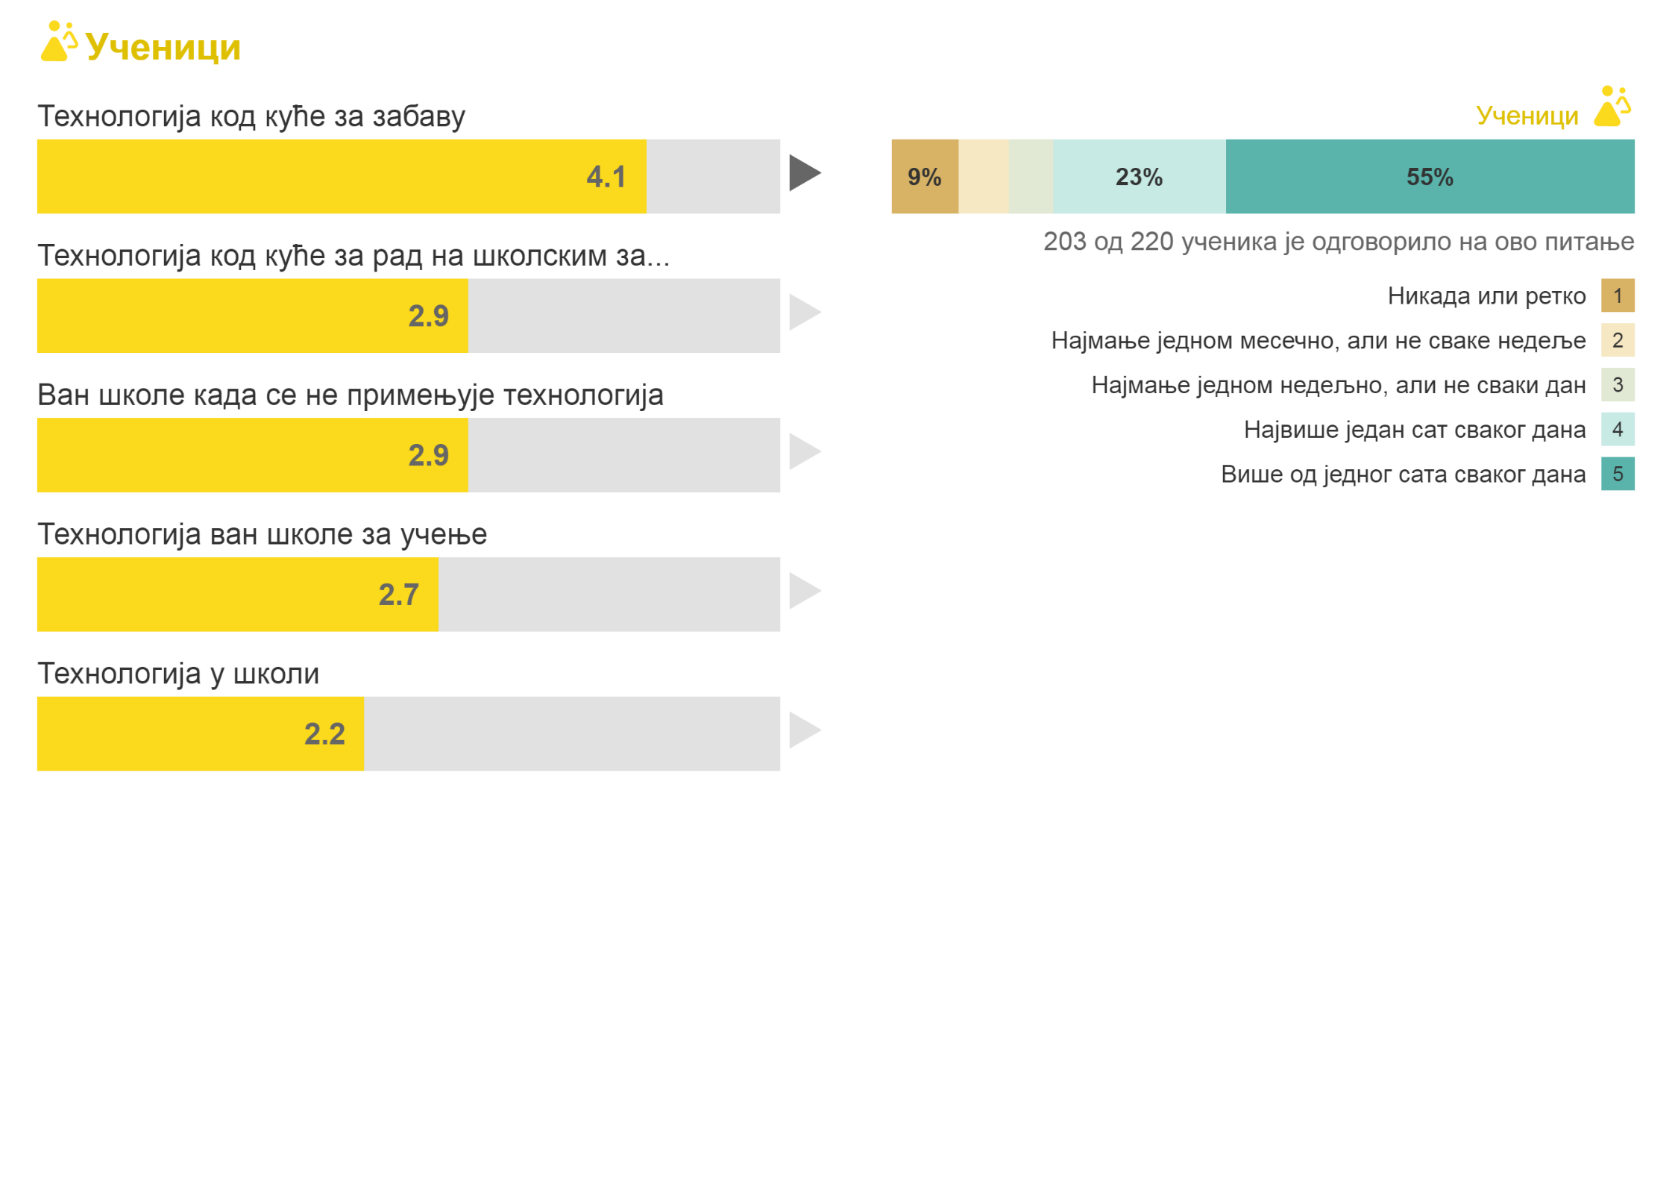 Ученици
Технологија код куће за забаву
4.1
Технологија код куће за рад на школским за...
2.9
Ван школе када се не примењује технологија
2.9
Технологија ван школе за учење
2.7
Технологија у школи
2.2
Ученици
9% 23% 55%
203 од 220 ученика је одговорило на ово питање
Никада или ретко 1
Најмање једном месечно, али не сваке недеље 2
Најмање једном недељно, али не сваки дан 3
Највише један сат сваког дана 4
Више од једног сата сваког дана 5